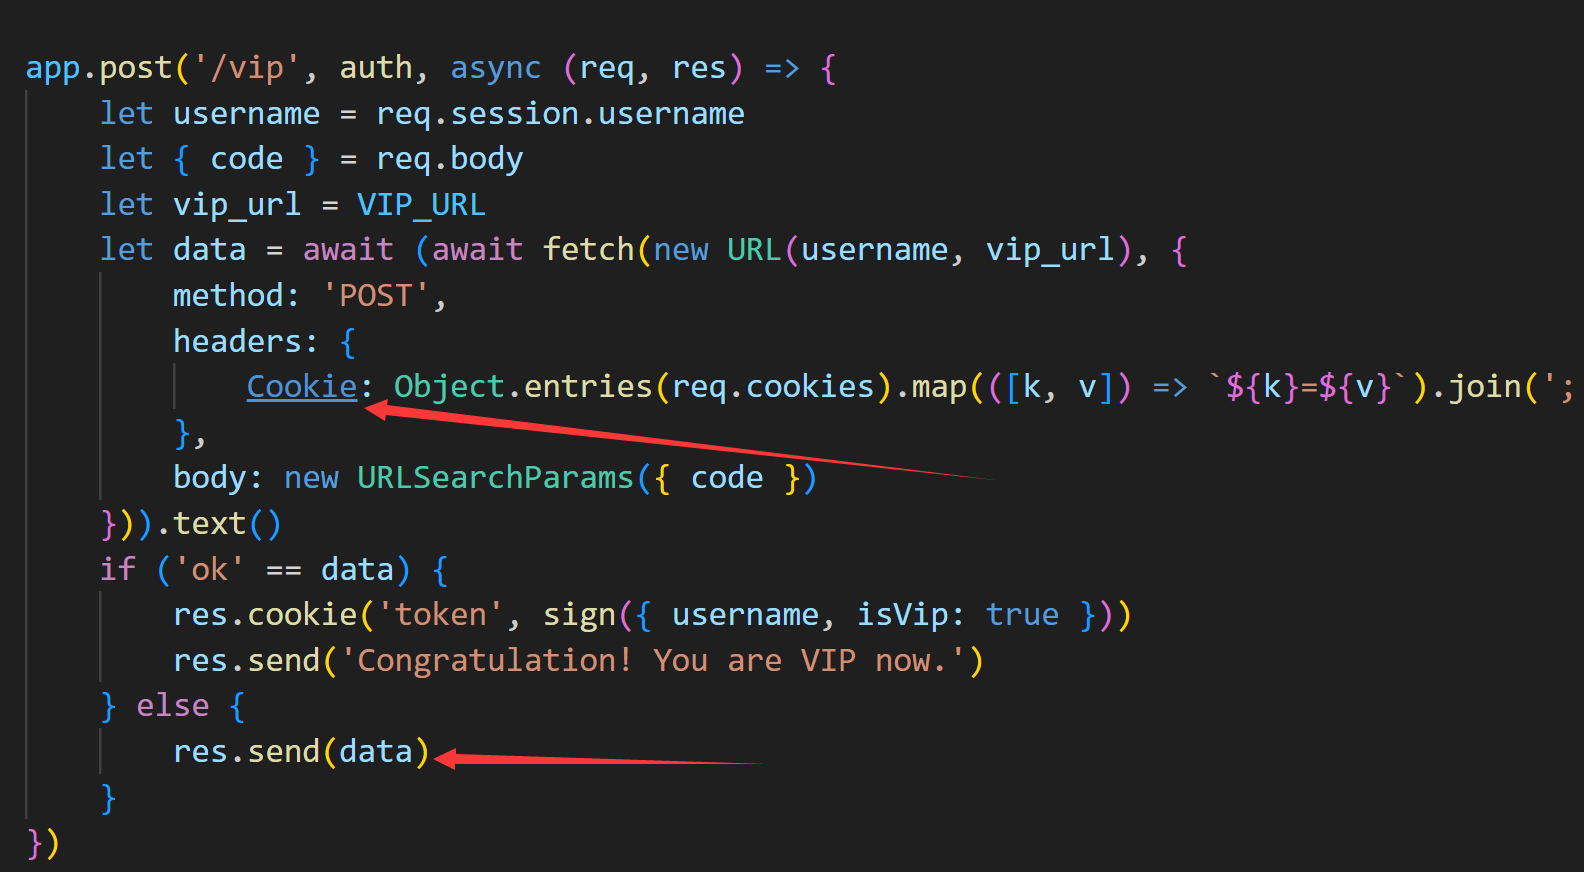 app.post('/vip', auth, async (req, res) => {
    let username = req.session.username
    let { code } = req.body
    let vip_url = VIP_URL
    let data = await (await fetch(new URL(username, vip_url), {
        method: 'POST',
        headers: {
            Cookie: Object.entries(req.cookies).map(([k, v]) => `${k}=${v}`).join(';
        },
        body: new URLSearchParams({ code })
    })).text()
    if ('ok' == data) {
        res.cookie('token', sign({ username, isVip: true }))
        res.send('Congratulation! You are VIP now.')
    } else {
        res.send(data)
    }
})